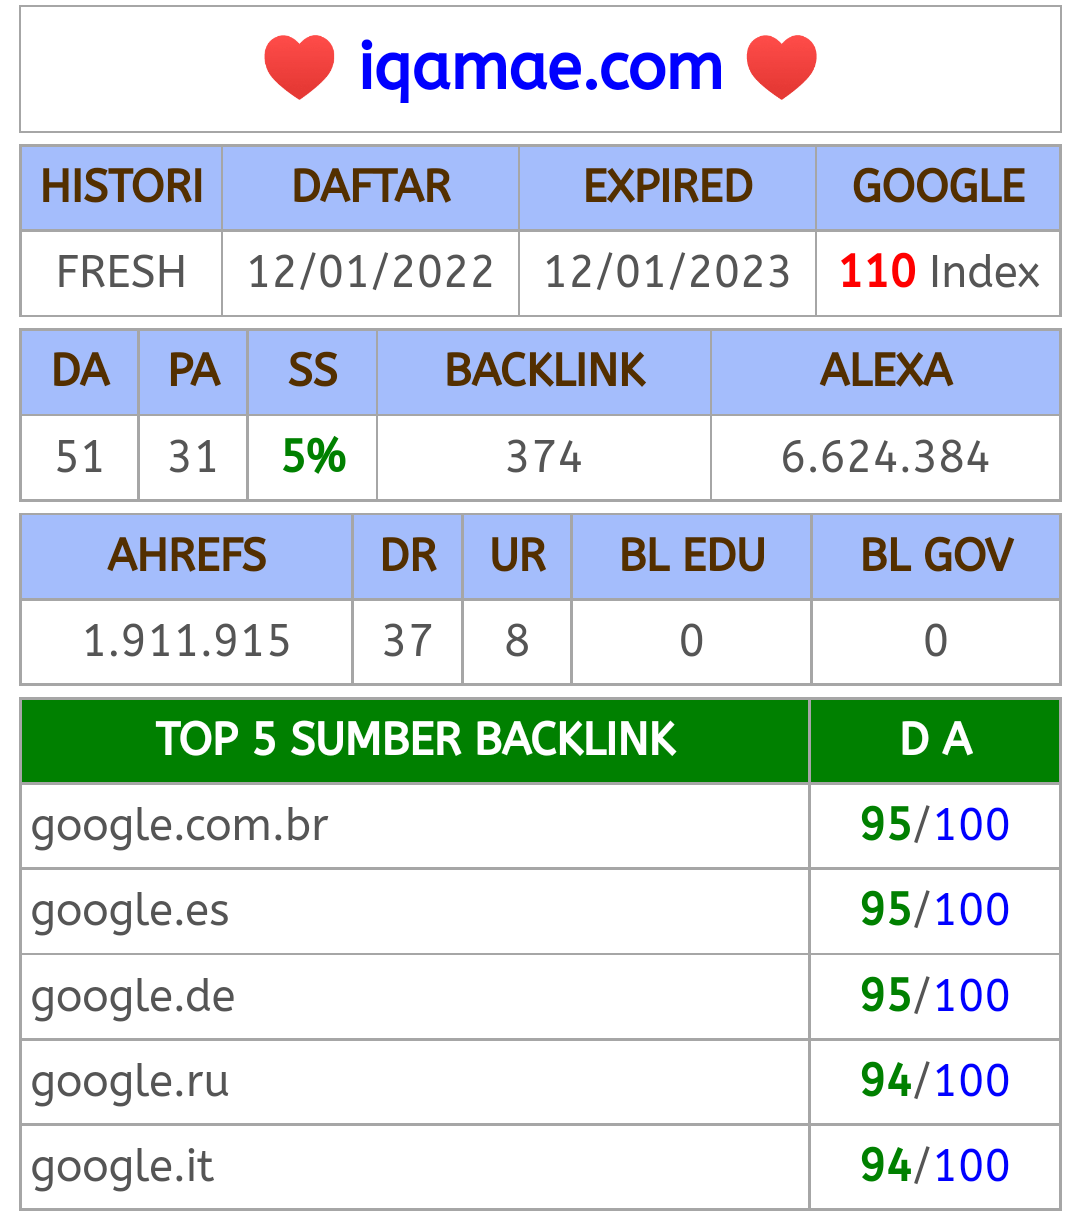 iqamae.com
HISTORI DAFTAR EXPIRED GOOGLE
FRESH 12/01/2022 12/01/2023 110 Index
DA PA SS BACKLINK ALEXA
51 31 5% 374 6.624.384
AHREFS DR UR BL EDU BL GOV
1.911.915 37 8 0 0
TOP 5 SUMBER BACKLINK D A
google.com.br 95/100
google.es 95/100
google.de 95/100
google.ru 94/100
google.it 94/100